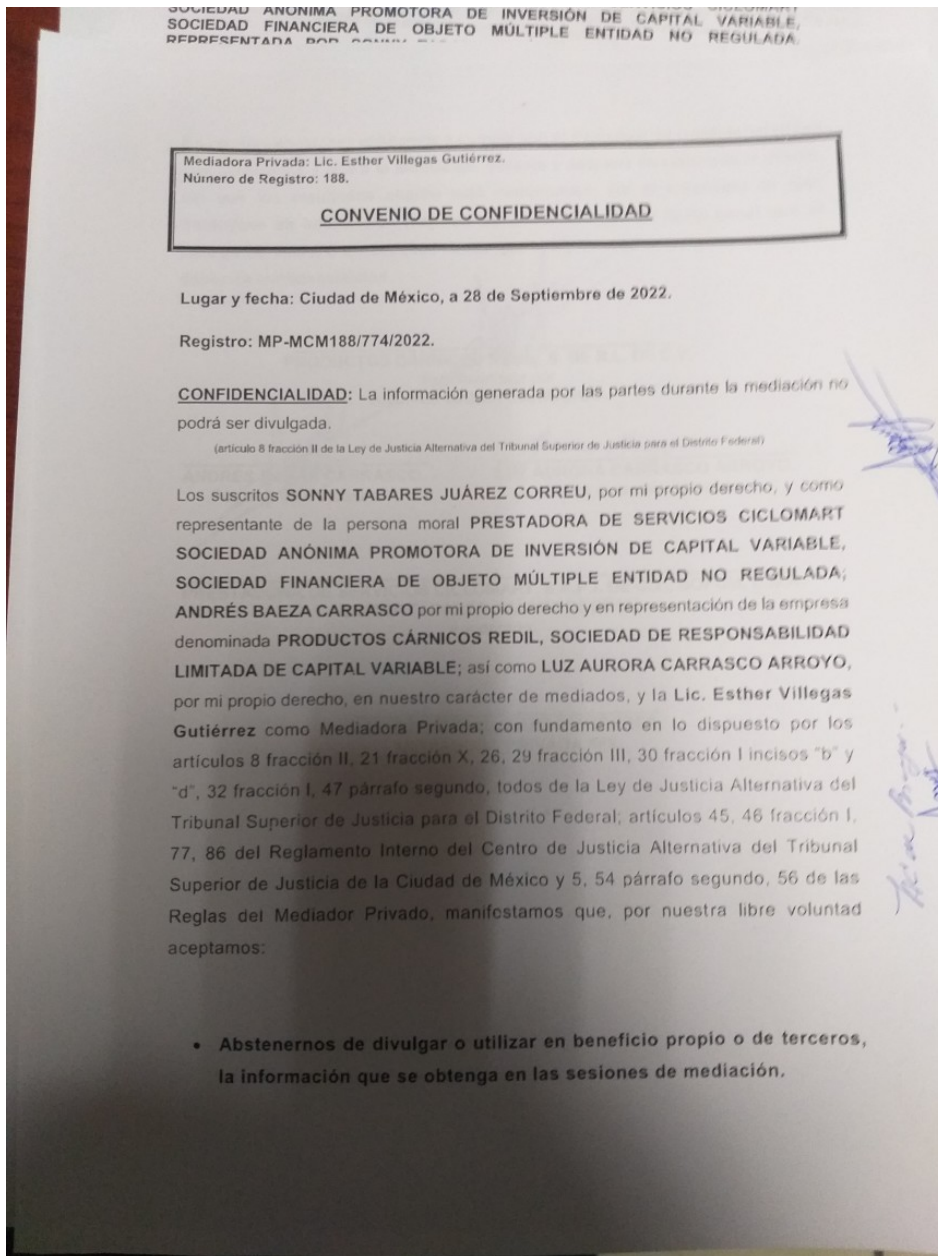 SOCIEDAD ANÓNIMA PROMOTORA DE INVERSIÓN DE CAPITAL VARIABLE,
SOCIEDAD FINANCIERA DE OBJETO MÚLTIPLE ENTIDAD NO REGULADA,
REPRESENTADA POR SONNY
Mediadora Privada: Lic. Esther Villegas Gutiérrez.
Número de Registro: 188.
CONVENIO DE CONFIDENCIALIDAD
Lugar y fecha: Ciudad de México, a 28 de Septiembre de 2022.
Registro: MP-MCM188/774/2022.
CONFIDENCIALIDAD: La información generada por las partes durante la mediación no
podrá ser divulgada.
(artículo 8 fracción II de la Ley de Justicia Alternativa del Tribunal Superior de Justicia para el Distrito Federal)
Los suscritos SONNY TABARES JUÁREZ CORREU, por mi propio derecho, y como
representante de la persona moral PRESTADORA DE SERVICIOS CICLOMART
SOCIEDAD ANÓNIMA PROMOTORA DE INVERSIÓN DE CAPITAL VARIABLE,
SOCIEDAD FINANCIERA DE OBJETO MÚLTIPLE ENTIDAD NO REGULADA;
ANDRÉS BAEZA CARRASCO por mi propio derecho y en representación de la empresa
denominada PRODUCTOS CÁRNICOS REDIL, SOCIEDAD DE RESPONSABILIDAD
LIMITADA DE CAPITAL VARIABLE; así como LUZ AURORA CARRASCO ARROYO,
por mi propio derecho, en nuestro carácter de mediados, y la Lic. Esther Villegas
Gutiérrez como Mediadora Privada; con fundamento en lo dispuesto por los
artículos 8 fracción II, 21 fracción X, 26, 29 fracción III, 30 fracción I incisos "b" y
"d", 32 fracción I, 47 párrafo segundo, todos de la Ley de Justicia Alternativa del
Tribunal Superior de Justicia para el Distrito Federal; artículos 45, 46 fracción I,
77, 86 del Reglamento Interno del Centro de Justicia Alternativa del Tribunal
Superior de Justicia de la Ciudad de México y 5, 54 párrafo segundo, 56 de las
Reglas del Mediador Privado, manifestamos que, por nuestra libre voluntad
aceptamos:
• Abstenernos de divulgar o utilizar en beneficio propio o de terceros,
la información que se obtenga en las sesiones de mediación.